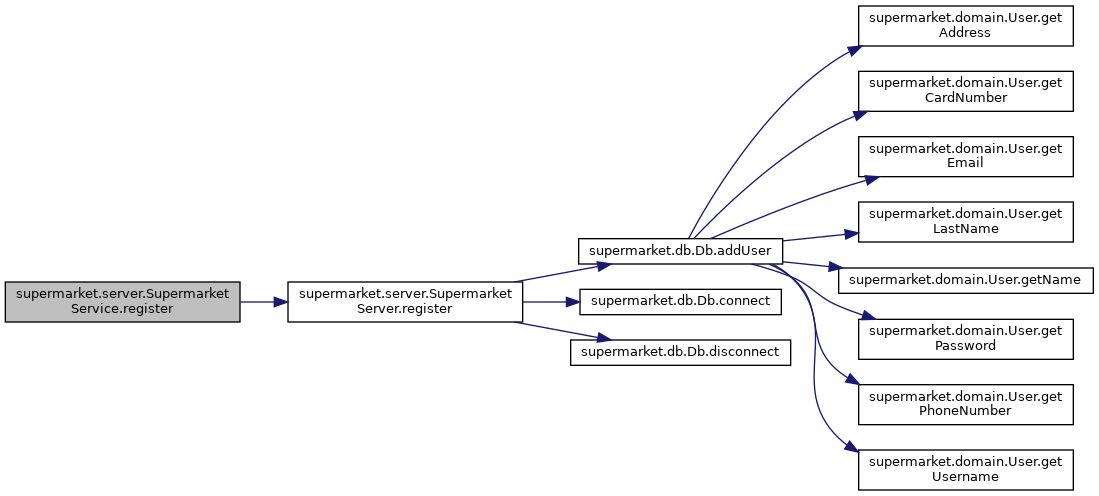 supermarket.server.Supermarket
Service.register
supermarket.server.Supermarket
Server.register
supermarket.db.Db.addUser
supermarket.db.Db.connect
supermarket.db.Db.disconnect
supermarket.domain.User.get
Address
supermarket.domain.User.get
CardNumber
supermarket.domain.User.get
Email
supermarket.domain.User.get
LastName
supermarket.domain.User.getName
supermarket.domain.User.get
Password
supermarket.domain.User.get
PhoneNumber
supermarket.domain.User.get
Username